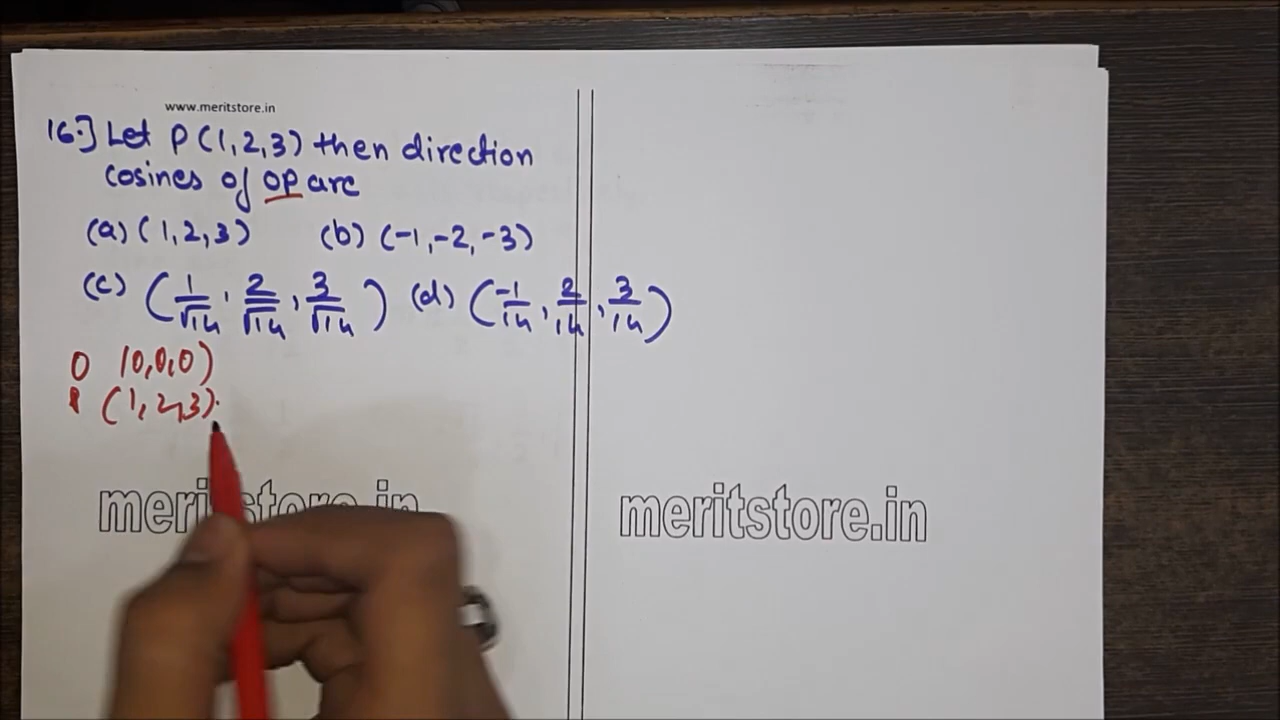 www.meritstore.in
16.] Let P(1,2,3) then direction
cosines of OP are
(a) (1,2,3) (b) (-1,-2,-3)
(c) (1/√14, 2/√14, 3/√14) (d) (-1/14, 2/14, 3/14)
O (0,0,0)
P (1,2,3).
meritstore.in
meritstore.in